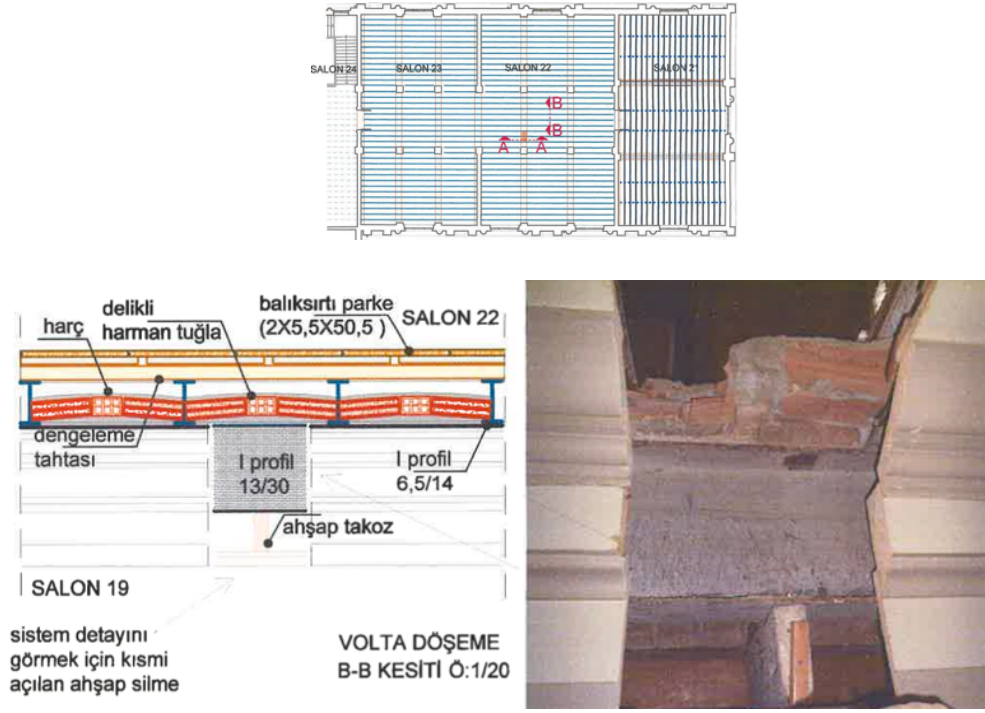 SALON 24
SALON 23
SALON 22
SALON 21
B
B
A
A
harç
delikli
harman tuğla
balıksırtı parke
(2X5,5X50,5 )
SALON 22
dengeleme
tahtası
I profil
13/30
I profil
6,5/14
ahşap takoz
SALON 19
sistem detayını
görmek için kısmi
açılan ahşap silme
VOLTA DÖŞEME
B-B KESİTİ Ö:1/20